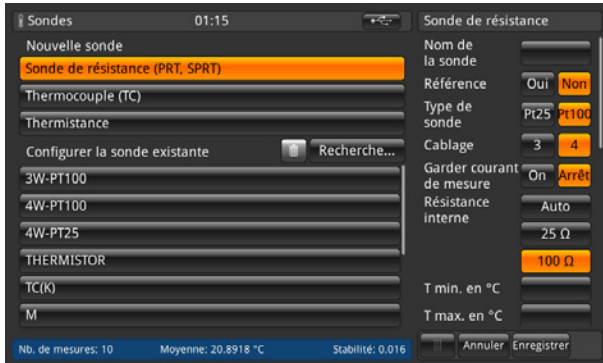 Sondes 01:15
Nouvelle sonde
Sonde de résistance (PRT, SPRT)
Thermocouple (TC)
Thermistance
Configurer la sonde existante Recherche...
3W-PT100
4W-PT100
4W-PT25
THERMISTOR
TC(K)
M
Nb. de mesures: 10 Moyenne: 20.8918 °C Stabilité: 0.016
Sonde de résistance
Nom de
la sonde
Référence Oui Non
Type de
sonde Pt25 Pt100
Cablage 3 4
Garder courant
de mesure On Arrêt
Résistance
interne Auto
25 Ω
100 Ω
T min. en °C
T max. en °C
Annuler Enregistrer